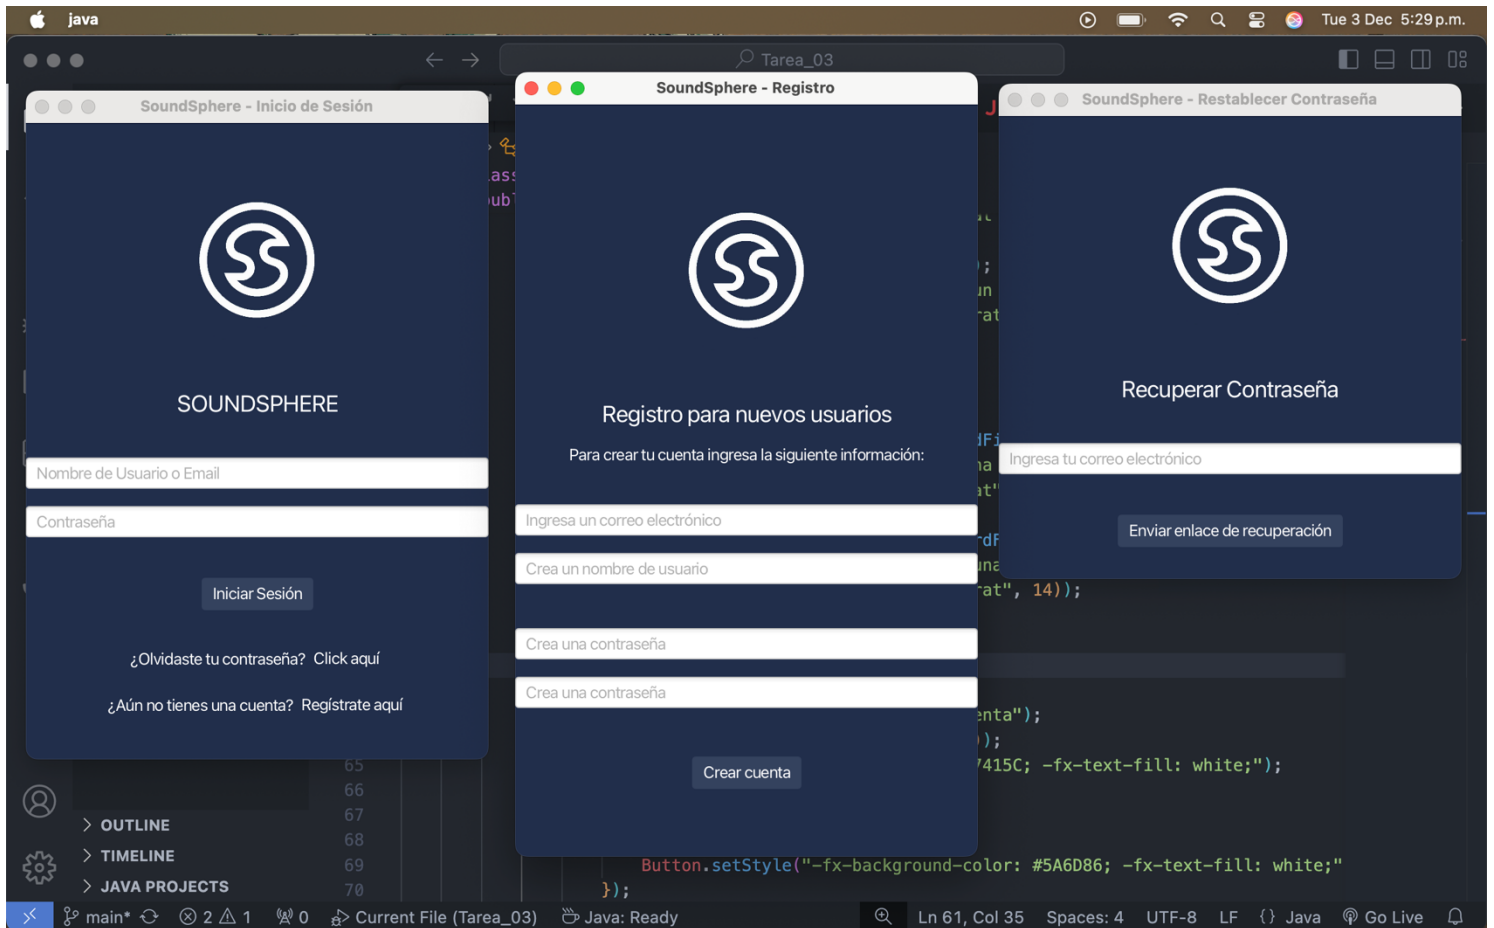 java
Tue 3 Dec 5:29 p.m.
Tarea_03
SoundSphere - Inicio de Sesión
SOUNDSPHERE
Nombre de Usuario o Email
Contraseña
Iniciar Sesión
¿Olvidaste tu contraseña? Click aquí
¿Aún no tienes una cuenta? Regístrate aquí
SoundSphere - Registro
Registro para nuevos usuarios
Para crear tu cuenta ingresa la siguiente información:
Ingresa un correo electrónico
Crea un nombre de usuario
Crea una contraseña
Crea una contraseña
Crear cuenta
SoundSphere - Restablecer Contraseña
Recuperar Contraseña
Ingresa tu correo electrónico
Enviar enlace de recuperación
rat", 14));
enta");
);
7415C; -fx-text-fill: white;");
Button.setStyle("-fx-background-color: #5A6D86; -fx-text-fill: white;"
});
65
66
67
68
69
70
OUTLINE
TIMELINE
JAVA PROJECTS
main* 2 1 0 Current File (Tarea_03) Java: Ready Ln 61, Col 35 Spaces: 4 UTF-8 LF {} Java Go Live